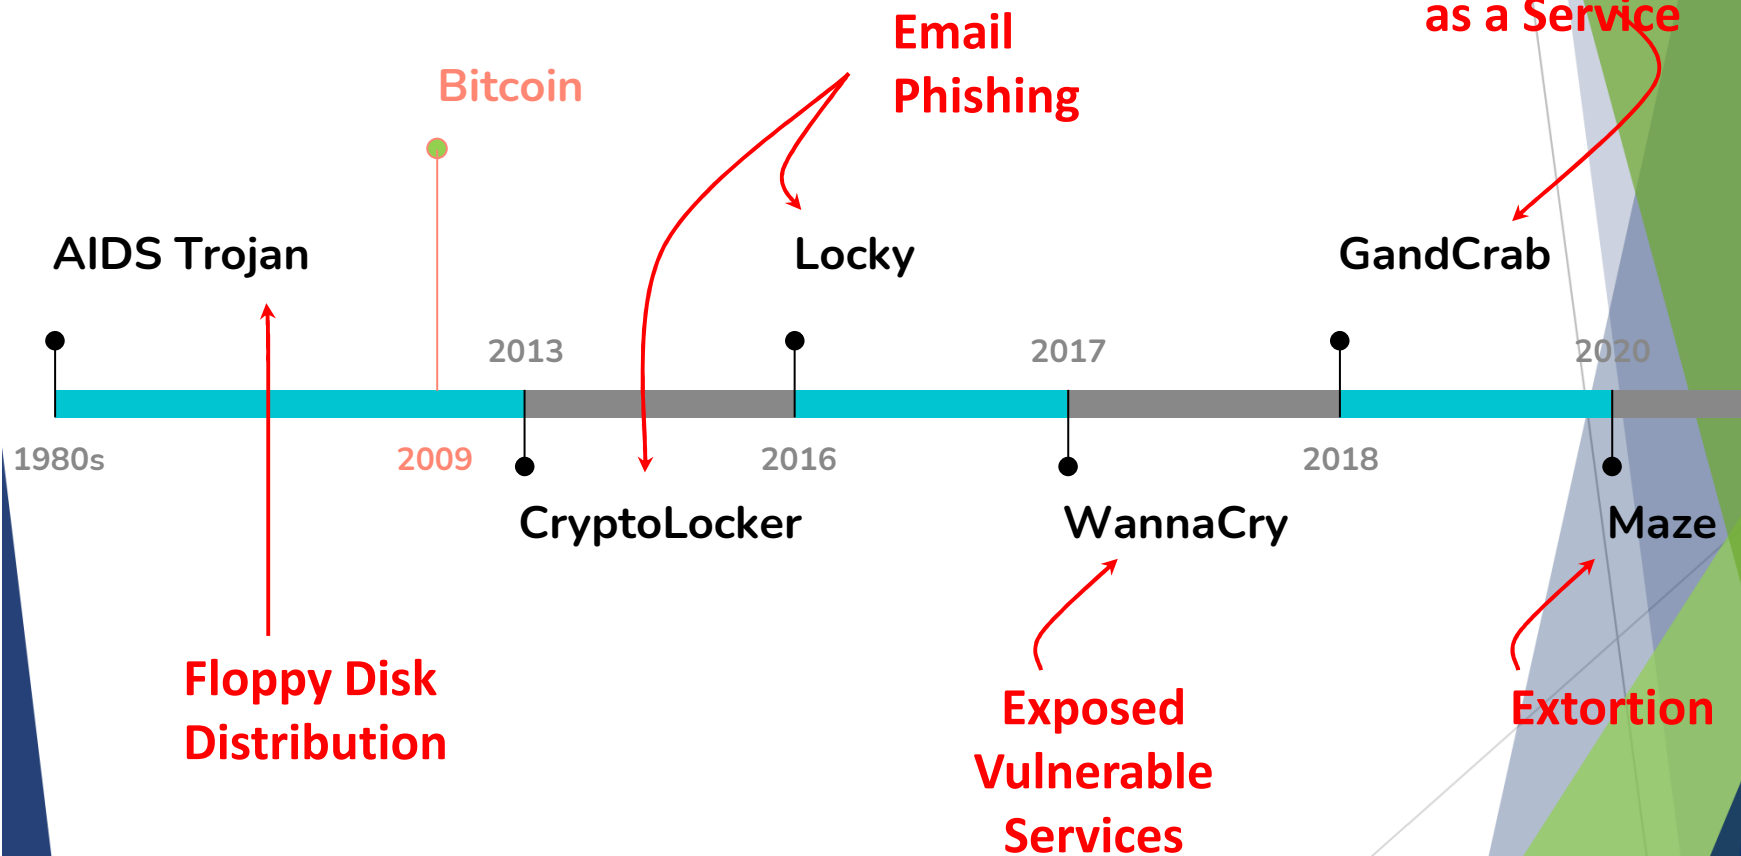 as a Service
Email
Phishing
Bitcoin
AIDS Trojan
Locky
GandCrab
2013
2017
2020
1980s
2009
2016
2018
CryptoLocker
WannaCry
Maze
Floppy Disk
Distribution
Exposed
Vulnerable
Services
Extortion